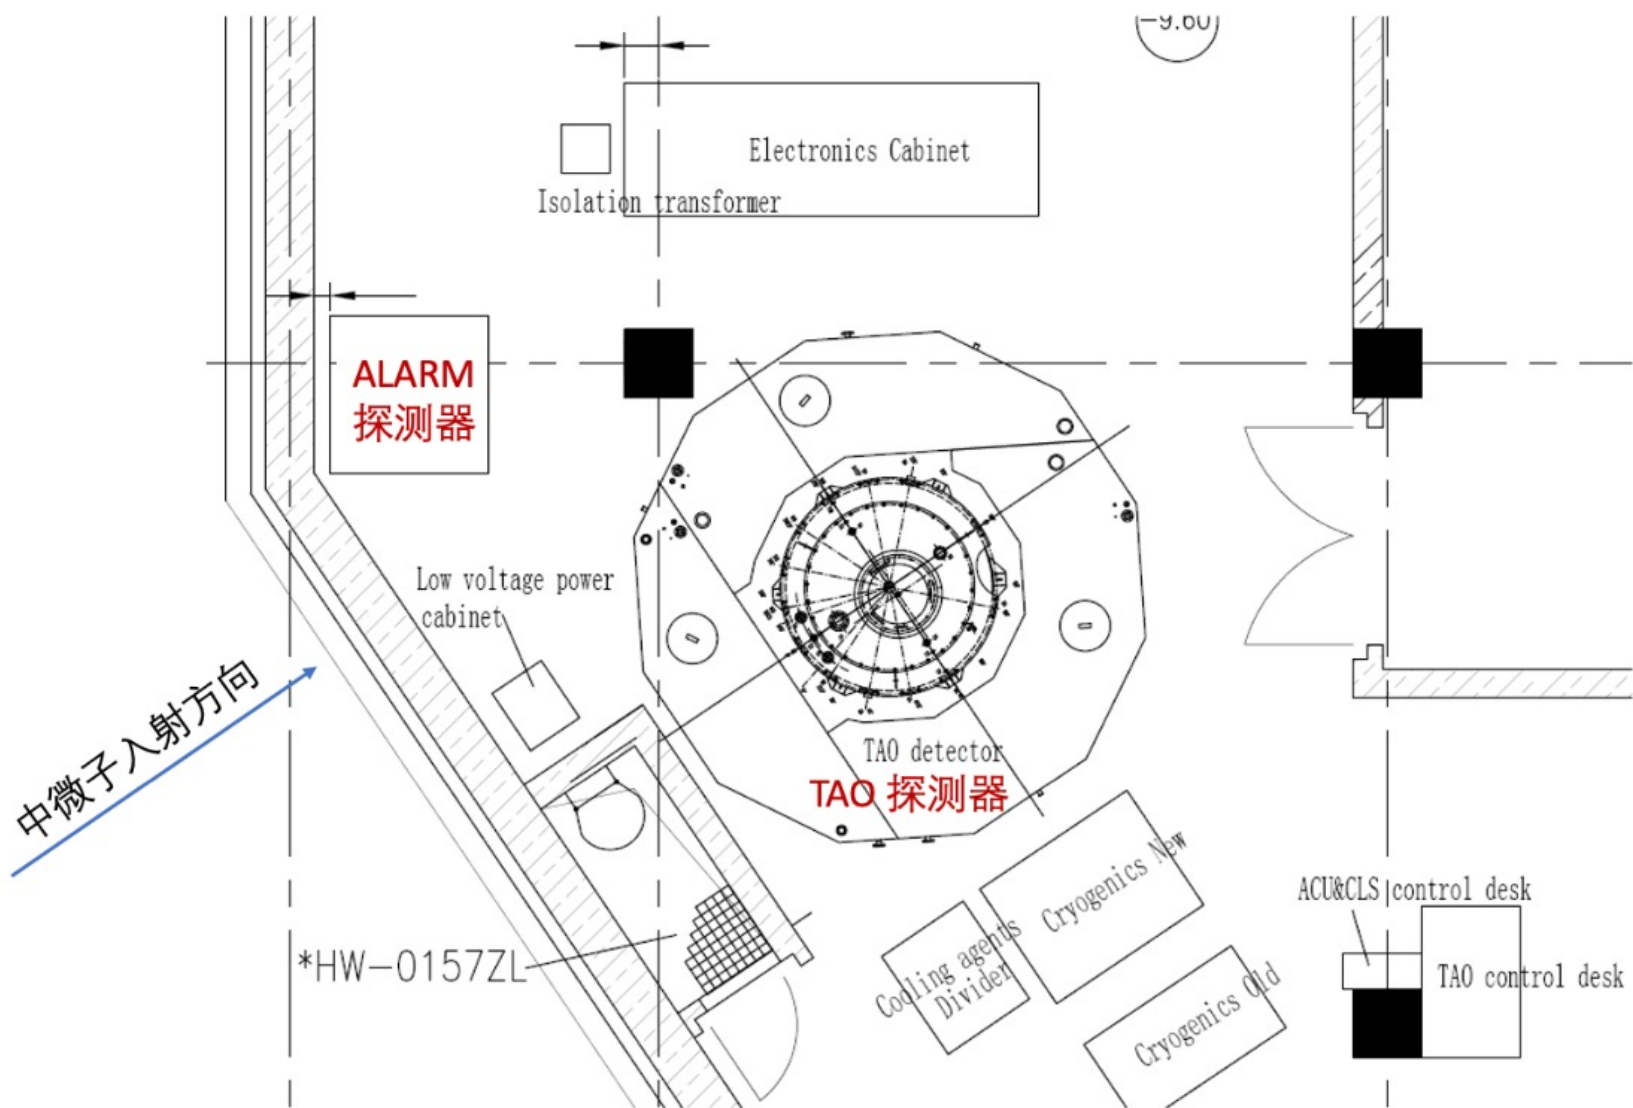 -9.60
Electronics Cabinet
Isolation transformer
ALARM
探测器
Low voltage power
cabinet
中微子入射方向
TAO detector
TAO 探测器
Cryogenics New
ACU&CLS control desk
*HW-0157ZL
Cooling agents
Divider
TAO control desk
Cryogenics Old